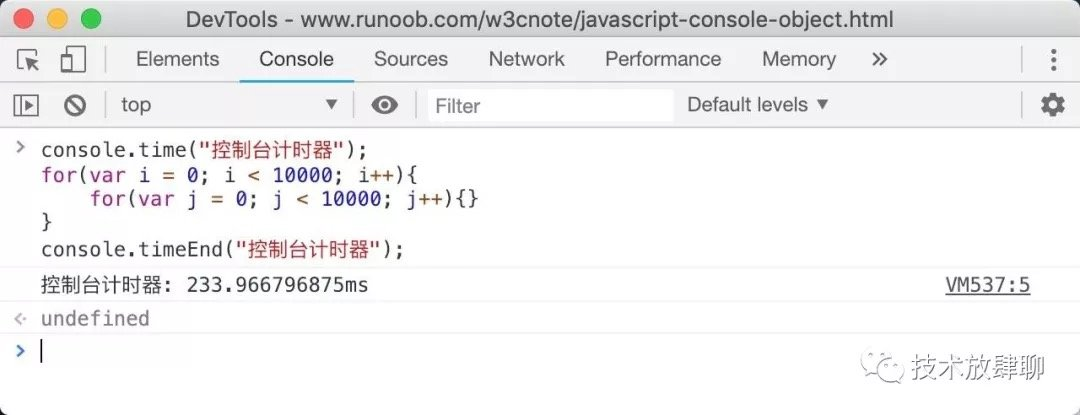 DevTools - www.runoob.com/w3cnote/javascript-console-object.html
Elements Console Sources Network Performance Memory »
top ▼ Filter Default levels ▼
> console.time("控制台计时器");
for(var i = 0; i < 10000; i++){
    for(var j = 0; j < 10000; j++){}
}
console.timeEnd("控制台计时器");
控制台计时器: 233.966796875ms VM537:5
undefined
>
技术放肆聊